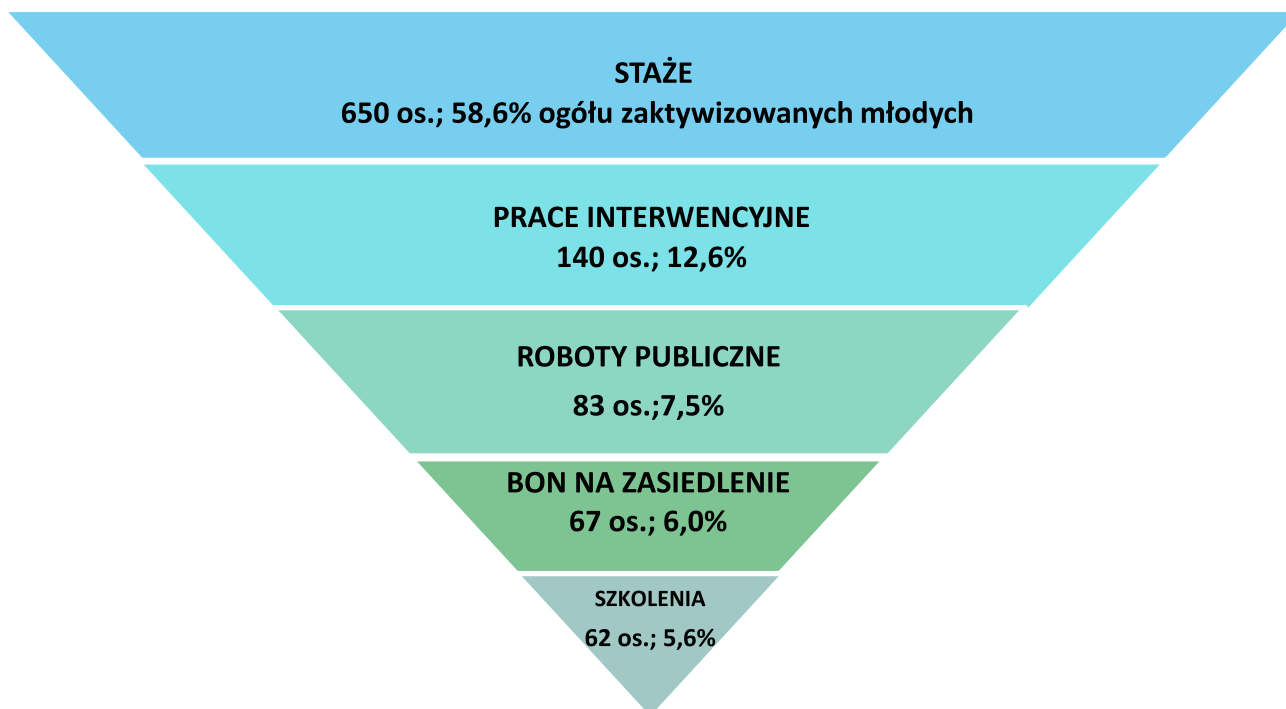 STAŻE
650 os.; 58,6% ogółu zaktywizowanych młodych
PRACE INTERWENCYJNE
140 os.; 12,6%
ROBOTY PUBLICZNE
83 os.;7,5%
BON NA ZASIEDLENIE
67 os.; 6,0%
SZKOLENIA
62 os.; 5,6%